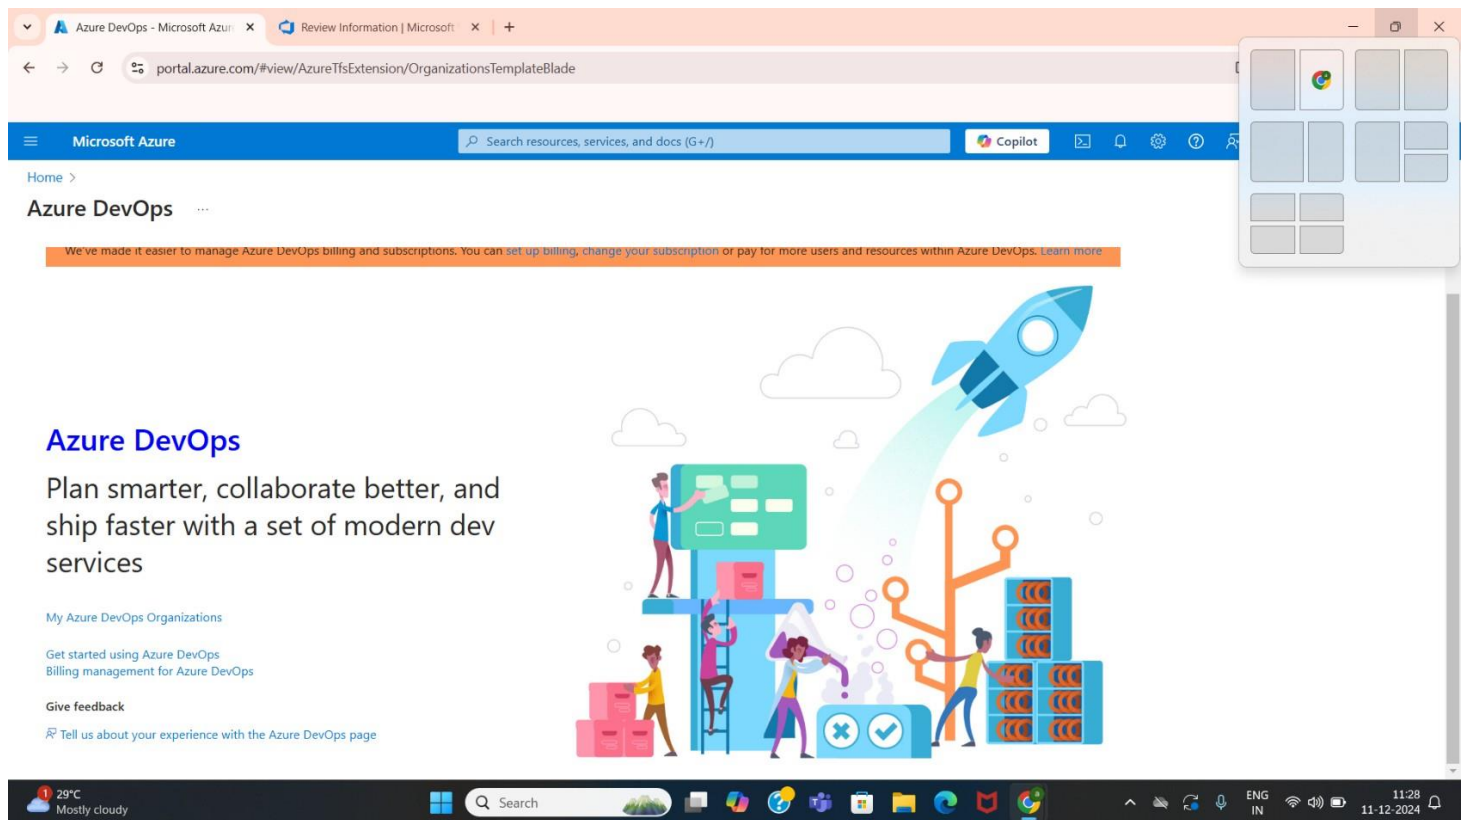 Azure DevOps - Microsoft Azur
Review Information | Microsoft
portal.azure.com/#view/AzureTfsExtension/OrganizationsTemplateBlade
Microsoft Azure
Search resources, services, and docs (G+/)
Copilot
Home >
Azure DevOps ...
We've made it easier to manage Azure DevOps billing and subscriptions. You can set up billing, change your subscription or pay for more users and resources within Azure DevOps. Learn more
Azure DevOps
Plan smarter, collaborate better, and
ship faster with a set of modern dev
services
My Azure DevOps Organizations
Get started using Azure DevOps
Billing management for Azure DevOps
Give feedback
Tell us about your experience with the Azure DevOps page
1
29°C
Mostly cloudy
Search
ENG
IN
11:28
11-12-2024